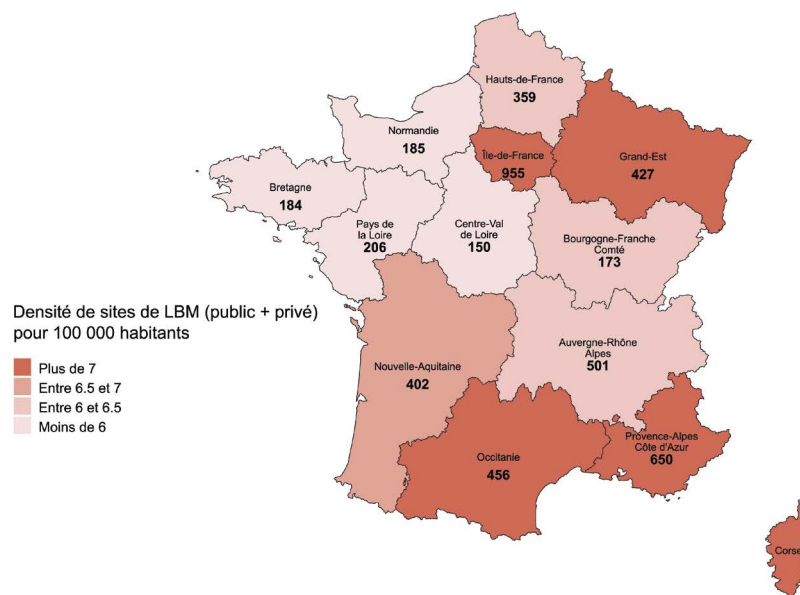 Hauts-de-France
359
Normandie
185
Île-de-France
955
Grand-Est
427
Bretagne
184
Pays de
la Loire
206
Centre-Val
de Loire
150
Bourgogne-Franche
Comté
173
Densité de sites de LBM (public + privé)
pour 100 000 habitants
Plus de 7
Entre 6.5 et 7
Entre 6 et 6.5
Moins de 6
Auvergne-Rhône
Alpes
501
Nouvelle-Aquitaine
402
Provence-Alpes
Côte d'Azur
650
Occitanie
456
Corse